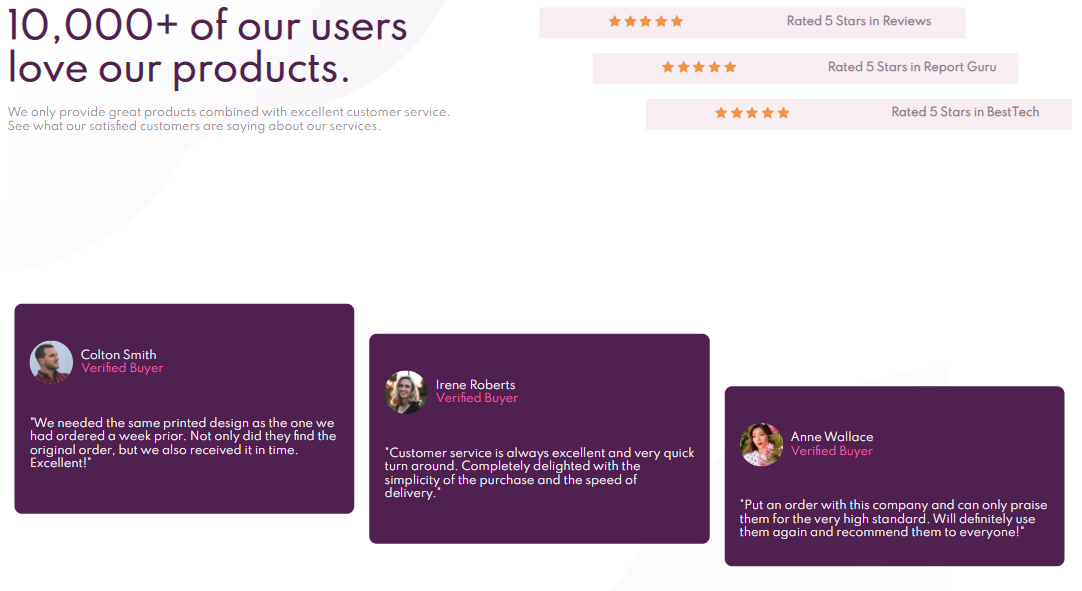 10,000+ of our users
love our products.
We only provide great products combined with excellent customer service.
See what our satisfied customers are saying about our services.
Rated 5 Stars in Reviews
Rated 5 Stars in Report Guru
Rated 5 Stars in BestTech
Colton Smith
Verified Buyer
"We needed the same printed design as the one we
had ordered a week prior. Not only did they find the
original order, but we also received it in time.
Excellent!"
Irene Roberts
Verified Buyer
"Customer service is always excellent and very quick
turn around. Completely delighted with the
simplicity of the purchase and the speed of
delivery."
Anne Wallace
Verified Buyer
"Put an order with this company and can only praise
them for the very high standard. Will definitely use
them again and recommend them to everyone!"